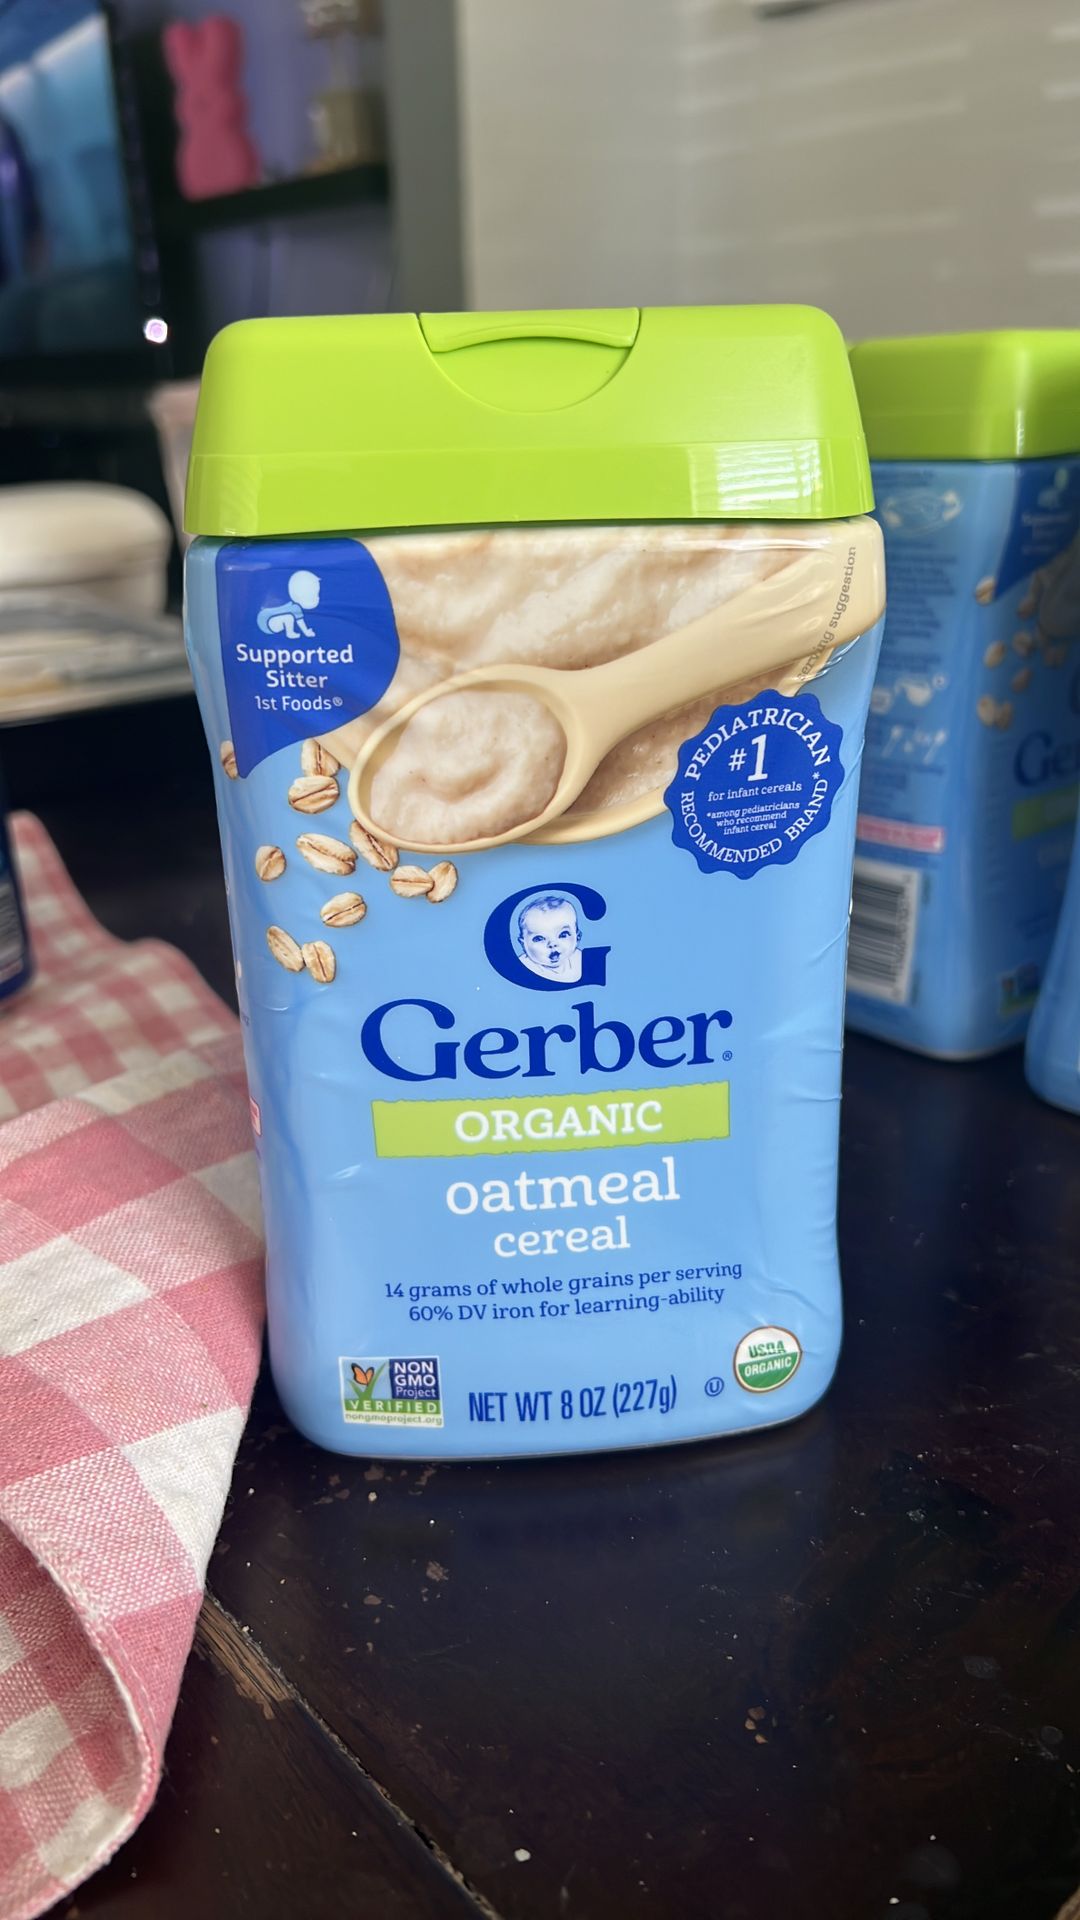 Supported
Sitter
1st Foods®
serving suggestion
PEDIATRICIAN
#1
for infant cereals
*among pediatricians
who recommend
infant cereal
RECOMMENDED BRAND*
G
Gerber®
ORGANIC
oatmeal
cereal
14 grams of whole grains per serving
60% DV iron for learning-ability
NON
GMO
Project
VERIFIED
nongmoproject.org
NET WT 8 OZ (227g)
U
USDA
ORGANIC
Ge